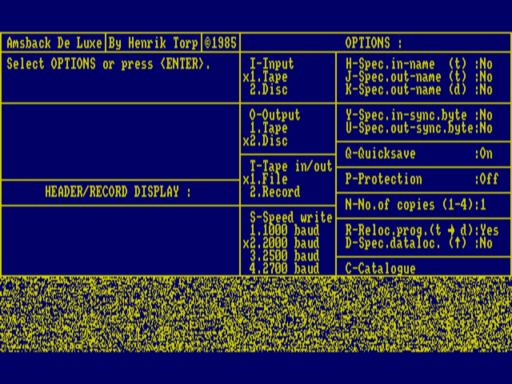 Amsback De Luxe By Henrik Torp ©1985
Select OPTIONS or press <ENTER>.
HEADER/RECORD DISPLAY :
I-Input
x1.Tape
2.Disc
O-Output
1.Tape
x2.Disc
T-Tape in/out
x1.File
2.Record
S-Speed write
1.1000 baud
x2.2000 baud
3.2500 baud
4.2700 baud
OPTIONS :
H-Spec.in-name (t) :No
J-Spec.out-name (t) :No
K-Spec.out-name (d) :No
Y-Spec.in-sync.byte :No
U-Spec.out-sync.byte:No
Q-Quicksave :On
P-Protection :Off
N-No.of copies (1-4):1
R-Reloc.prog.(t → d):Yes
D-Spec.dataloc. (↑) :No
C-Catalogue